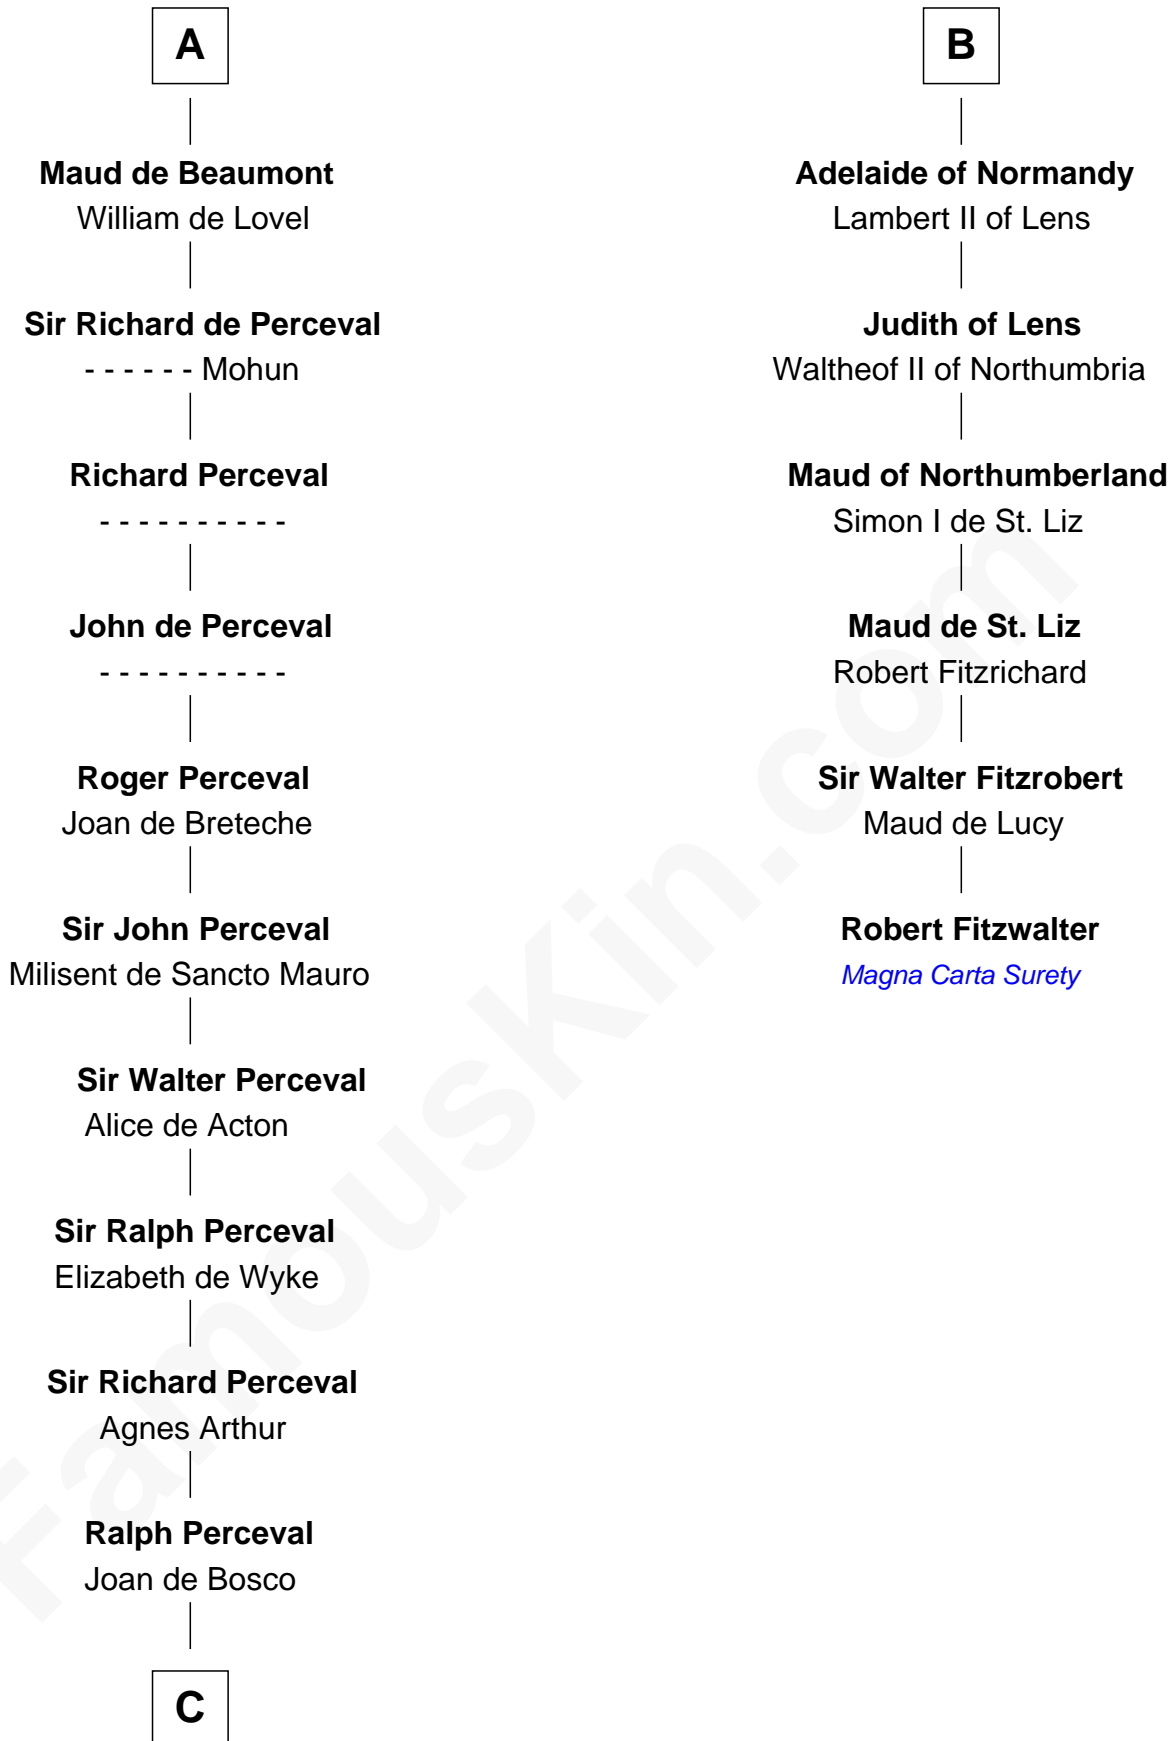 A
Maud de Beaumont
William de Lovel
Sir Richard de Perceval
- - - - - - Mohun
Richard Perceval
- - - - - - - - - -
John de Perceval
- - - - - - - - - -
Roger Perceval
Joan de Breteche
Sir John Perceval
Milisent de Sancto Mauro
Sir Walter Perceval
Alice de Acton
Sir Ralph Perceval
Elizabeth de Wyke
Sir Richard Perceval
Agnes Arthur
Ralph Perceval
Joan de Bosco
C
B
Adelaide of Normandy
Lambert II of Lens
Judith of Lens
Waltheof II of Northumbria
Maud of Northumberland
Simon I de St. Liz
Maud de St. Liz
Robert Fitzrichard
Sir Walter Fitzrobert
Maud de Lucy
Robert Fitzwalter
Magna Carta Surety
FamousKin.com